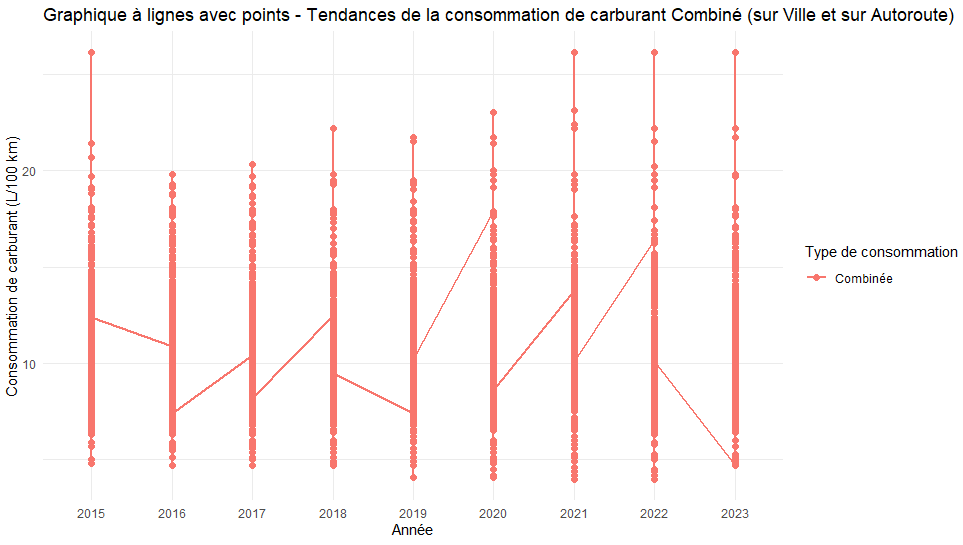 Graphique à lignes avec points - Tendances de la consommation de carburant Combiné (sur Ville et sur Autoroute)
Consommation de carburant (L/100 km)
20
10
2015 2016 2017 2018 2019 2020 2021 2022 2023
Année
Type de consommation
Combinée